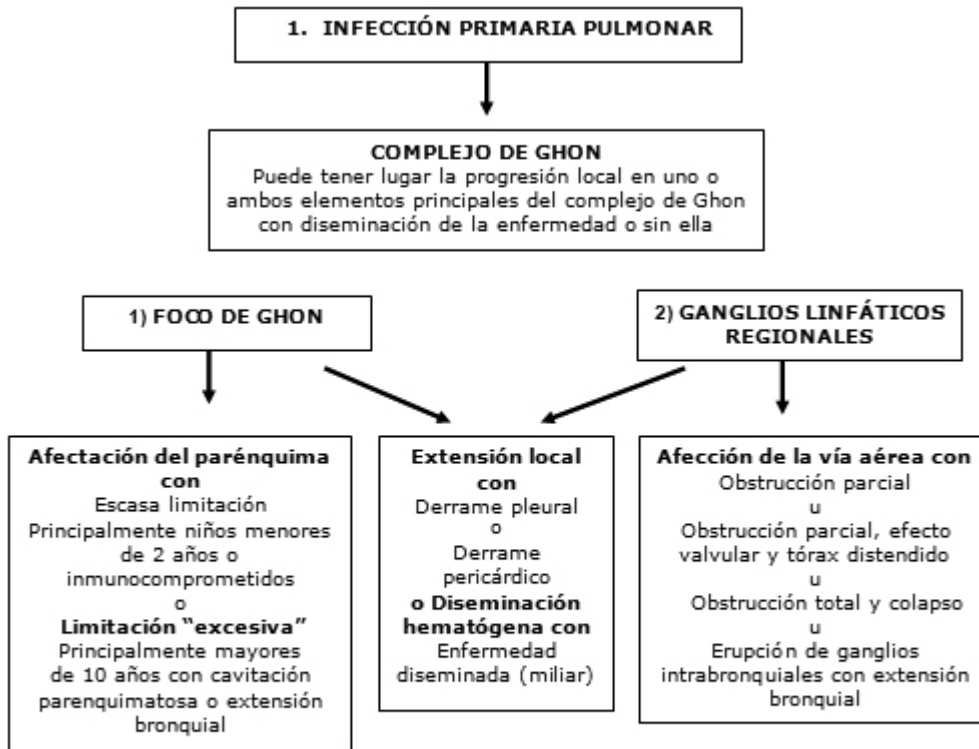 1. INFECCIÓN PRIMARIA PULMONAR
COMPLEJO DE GHON
Puede tener lugar la progresión local en uno o
ambos elementos principales del complejo de Ghon
con diseminación de la enfermedad o sin ella
1) FOCO DE GHON
2) GANGLIOS LINFÁTICOS
REGIONALES
Afectación del parénquima
con
Escasa limitación
Principalmente niños menores
de 2 años o
inmunocomprometidos
o
Limitación “excesiva”
Principalmente mayores
de 10 años con cavitación
parenquimatosa o extensión
bronquial
Extensión local
con
Derrame pleural
o
Derrame
pericárdico
o Diseminación
hematógena con
Enfermedad
diseminada (miliar)
Afección de la vía aérea con
Obstrucción parcial
u
Obstrucción parcial, efecto
valvular y tórax distendido
u
Obstrucción total y colapso
u
Erupción de ganglios
intrabronquiales con extensión
bronquial